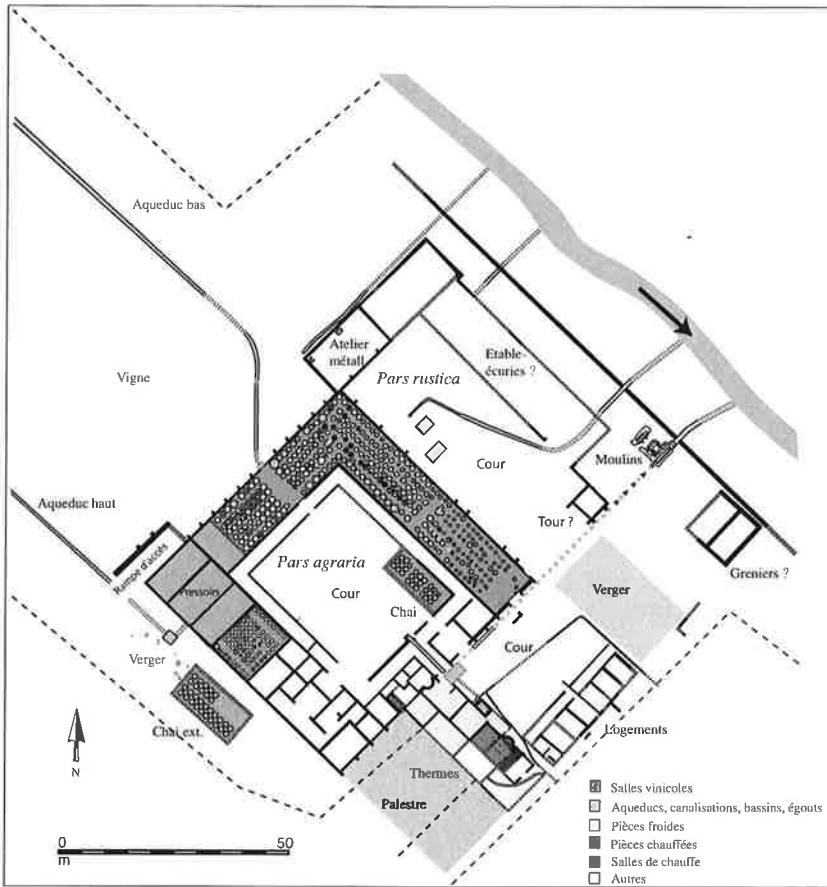 Aqueduc bas
Vigne
Atelier
métall
Etable-
écuries ?
Pars rustica
Cour
Moulins
Aqueduc haut
Tour ?
Rampe d'accès
Pars agraria
Cour
Greniers ?
Pressoirs
Chai
Verger
Verger
Cour
Chai ext.
Logements
N
Thermes
Palestre
0
50
m
Salles vinicoles
Aqueducs, canalisations, bassins, égouts
Pièces froides
Pièces chauffées
Salles de chauffe
Autres